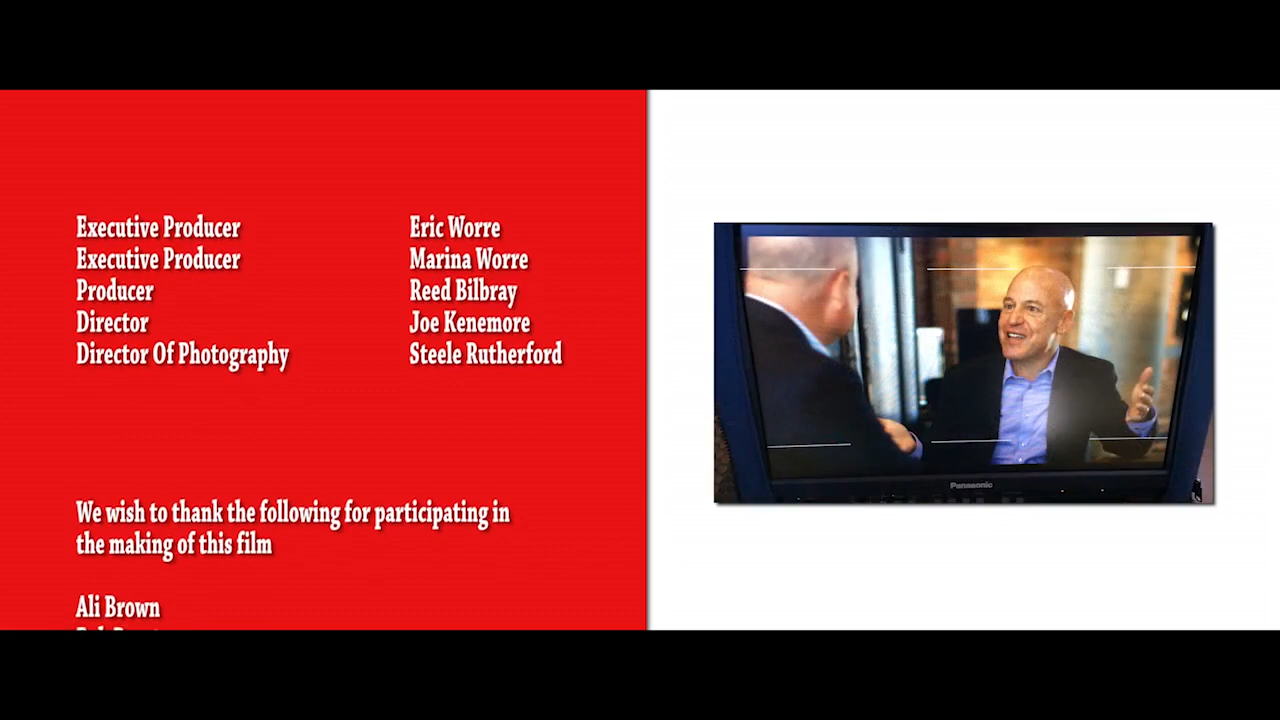 Executive Producer Eric Worre
Executive Producer Marina Worre
Producer Reed Bilbray
Director Joe Kenemore
Director Of Photography Steele Rutherford
We wish to thank the following for participating in
the making of this film
Ali Brown
Panasonic